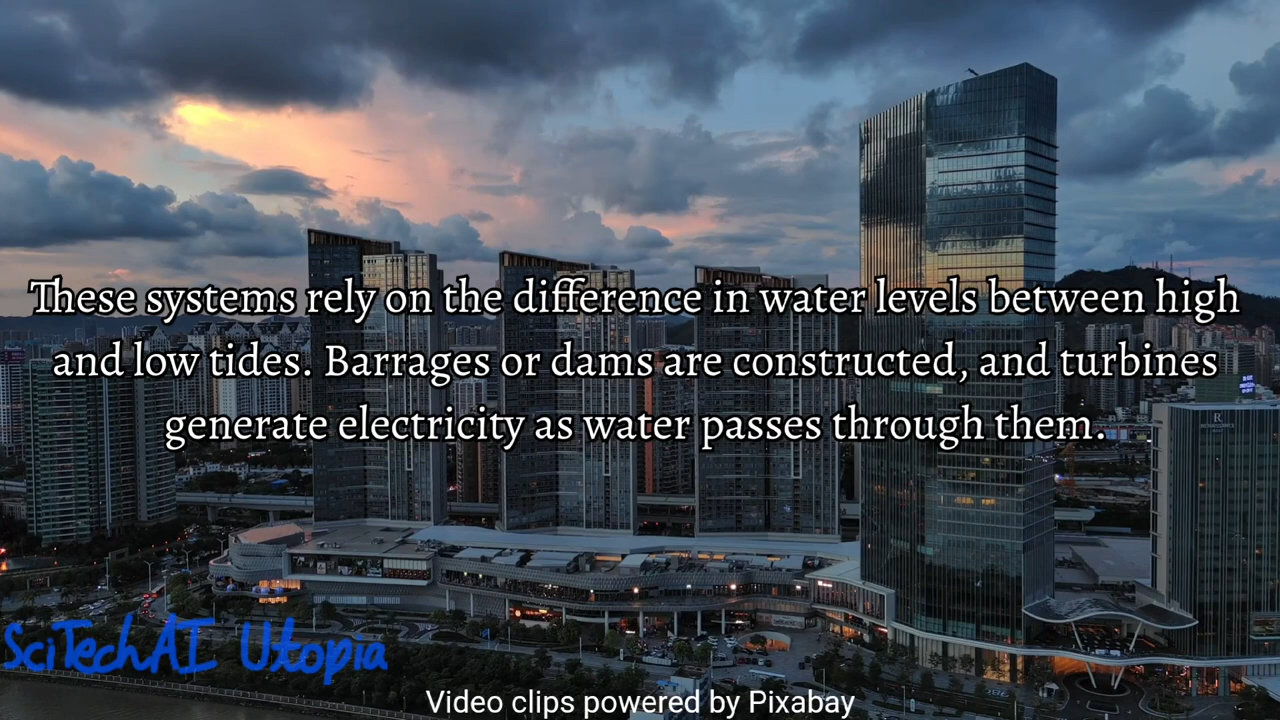 These systems rely on the difference in water levels between high
and low tides. Barrages or dams are constructed, and turbines
generate electricity as water passes through them.
R
RENAISSANCE
SciTechAI Utopia
Video clips powered by Pixabay